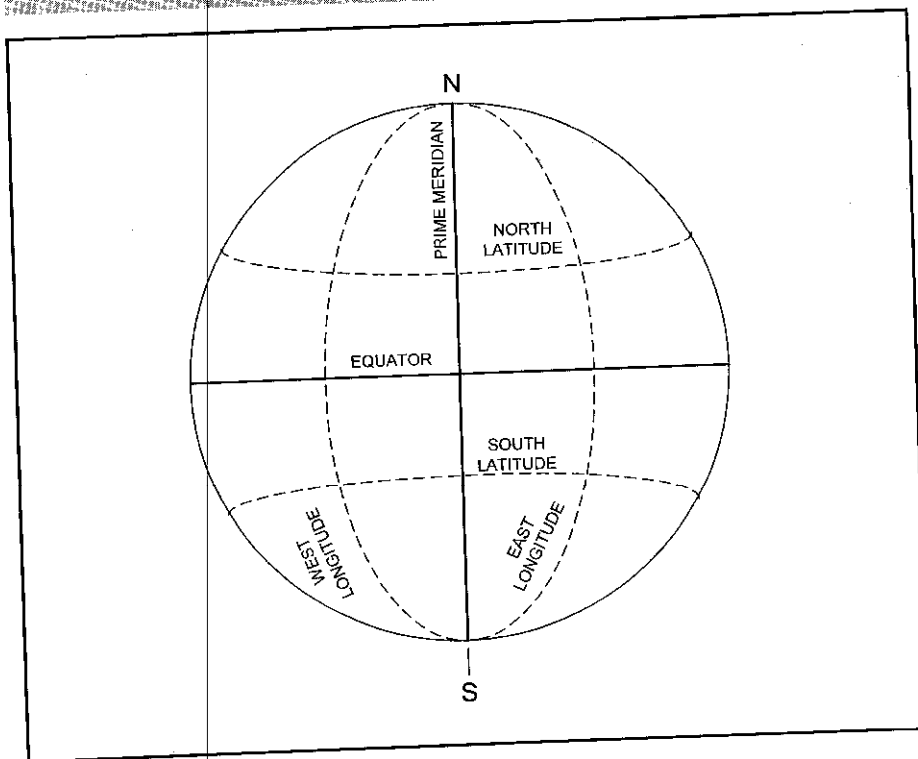 N
PRIME MERIDIAN
NORTH
LATITUDE
EQUATOR
SOUTH
LATITUDE
WEST
LONGITUDE
EAST
LONGITUDE
S